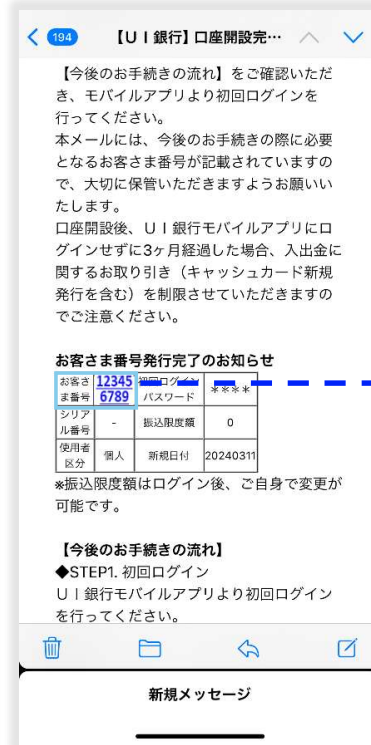 194 【UI銀行】口座開設完…
【今後のお手続きの流れ】をご確認いただ
き、モバイルアプリより初回ログインを
行ってください。
本メールには、今後のお手続きの際に必要
となるお客さま番号が記載されていますの
で、大切に保管いただきますようお願いい
たします。
口座開設後、UI銀行モバイルアプリにロ
グインせずに3ヶ月経過した場合、入出金に
関するお取り引き（キャッシュカード新規
発行を含む）を制限させていただきますの
でご注意ください。
お客さま番号発行完了のお知らせ
お客さ
ま番号
12345
6789
初回ログイン
パスワード
****
シリア
ル番号
-
振込限度額
0
使用者
区分
個人
新規日付
20240311
※振込限度額はログイン後、ご自身で変更が
可能です。
【今後のお手続きの流れ】
◆STEP1. 初回ログイン
UI銀行モバイルアプリより初回ログイン
を行ってください。
新規メッセージ